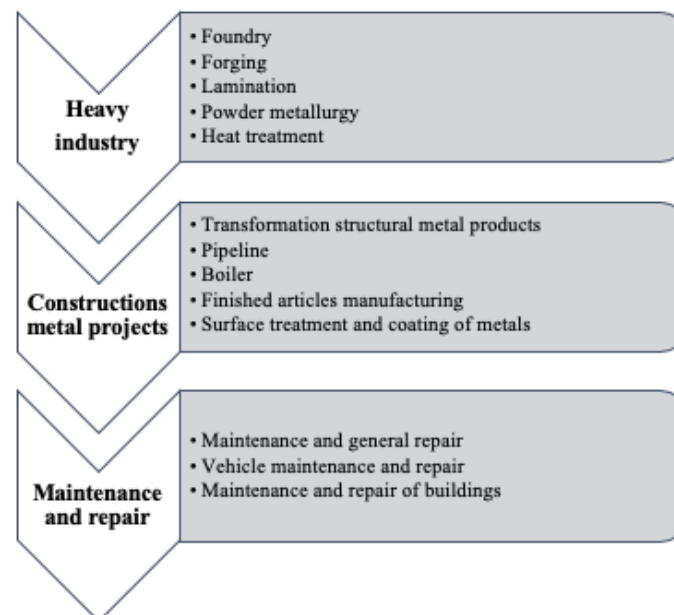 Heavy
industry
• Foundry
• Forging
• Lamination
• Powder metallurgy
• Heat treatment
Constructions
metal projects
• Transformation structural metal products
• Pipeline
• Boiler
• Finished articles manufacturing
• Surface treatment and coating of metals
Maintenance
and repair
• Maintenance and general repair
• Vehicle maintenance and repair
• Maintenance and repair of buildings